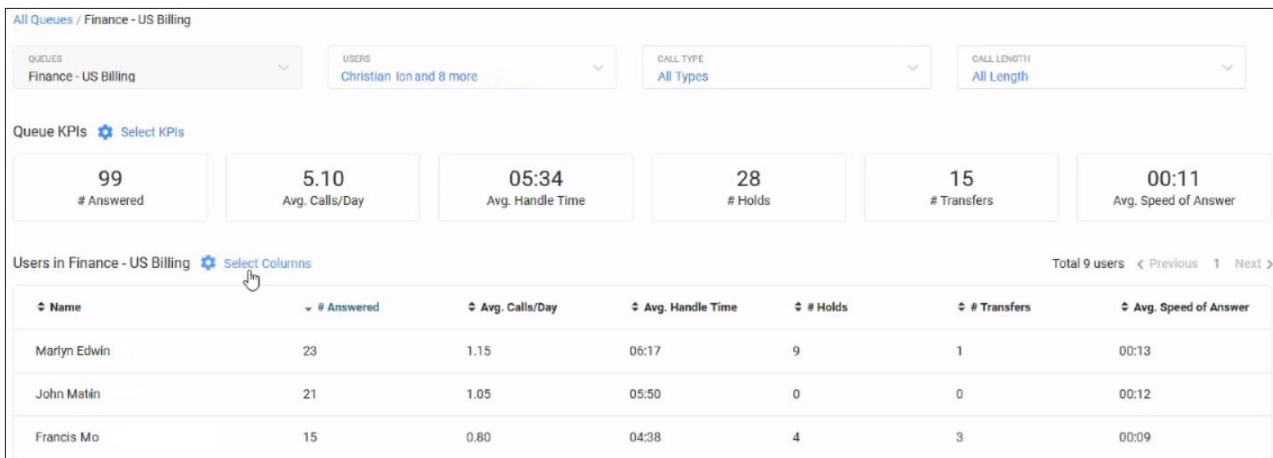 All Queues / Finance - US Billing
QUEUES USERS CALL TYPE CALL LENGTH
Finance - US Billing Christian Ion and 8 more All Types All Length
Queue KPIs Select KPIs
99 5.10 05:34 28 15 00:11
# Answered Avg. Calls/Day Avg. Handle Time # Holds # Transfers Avg. Speed of Answer
Users in Finance - US Billing Select Columns Total 9 users < Previous 1 Next >
Name # Answered Avg. Calls/Day Avg. Handle Time # Holds # Transfers Avg. Speed of Answer
Marlyn Edwin 23 1.15 06:17 9 1 00:13
John Matin 21 1.05 05:50 0 0 00:12
Francis Mo 15 0.80 04:38 4 3 00:09